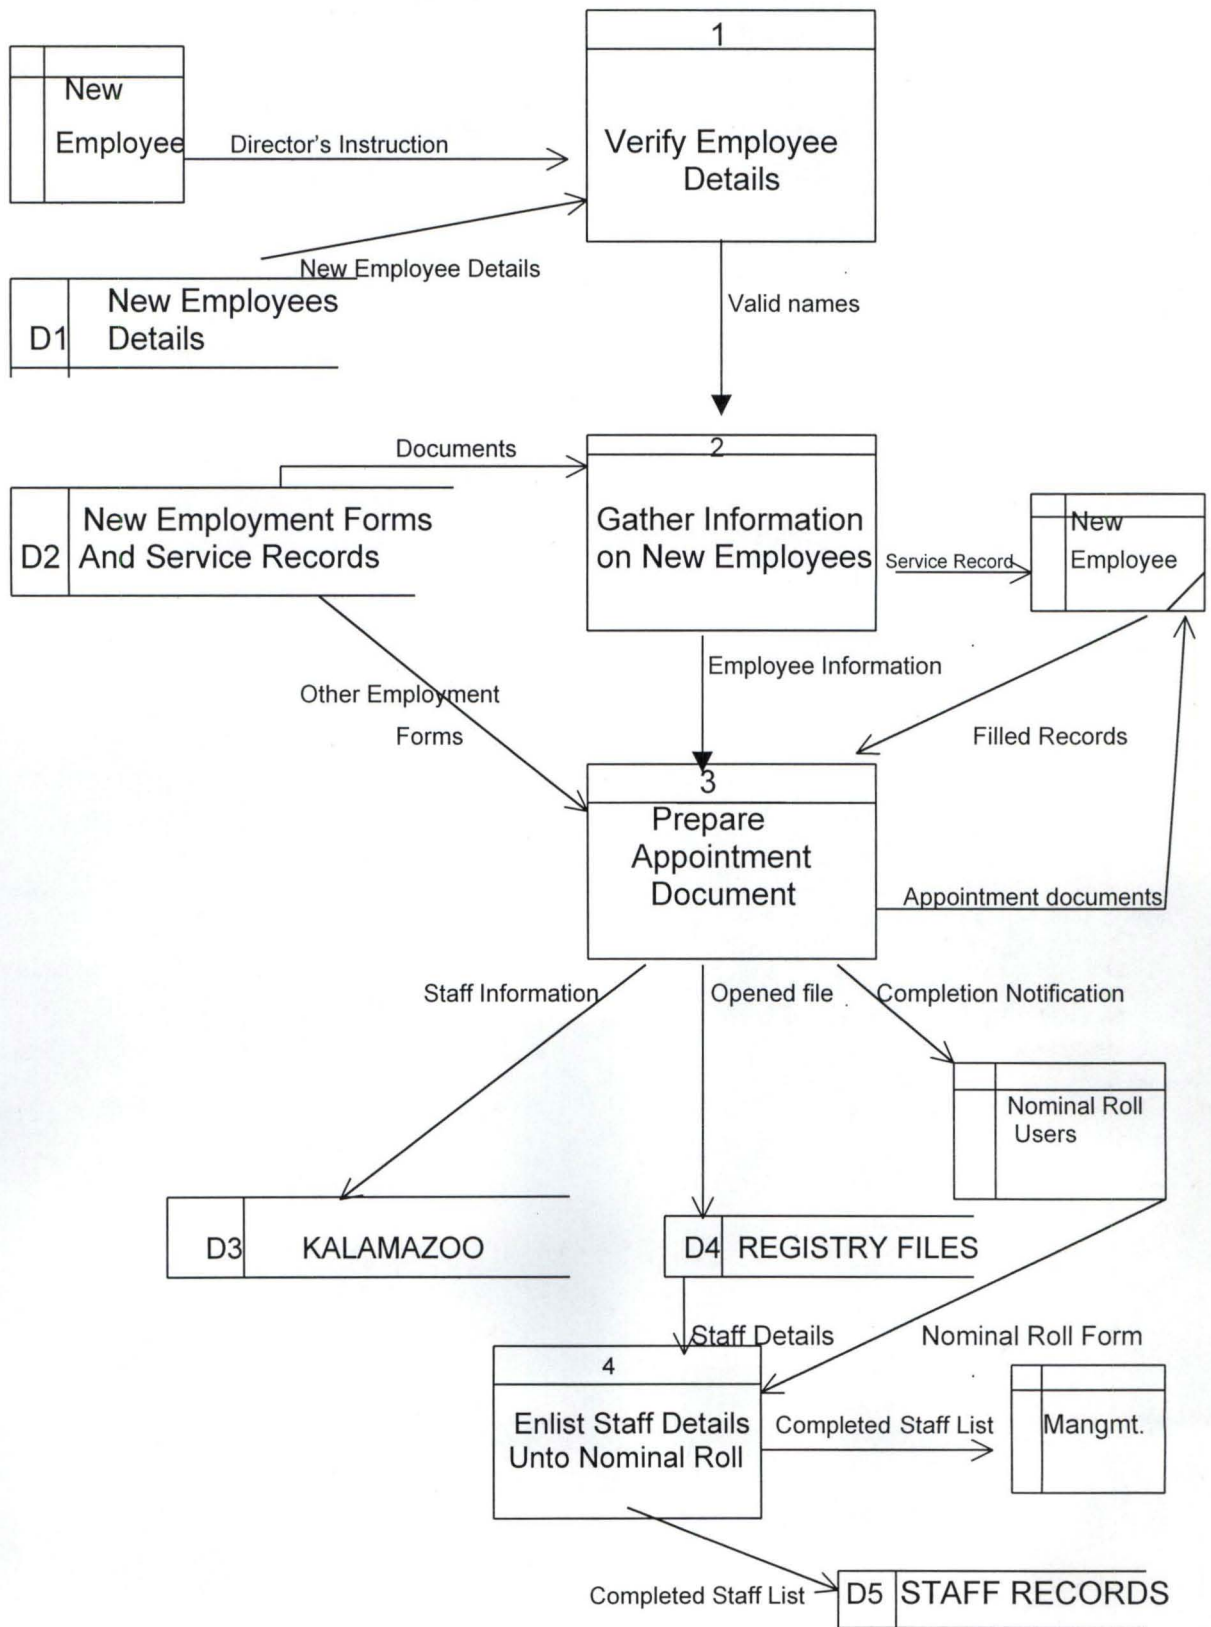 1
New
Employee
Director's Instruction
Verify Employee
Details
New Employee Details
D1
New Employees
Details
Valid names
Documents
2
D2
New Employment Forms
And Service Records
Gather Information
on New Employees
Service Record
New
Employee
Employee Information
Other Employment
Forms
Filled Records
3
Prepare
Appointment
Document
Appointment documents
Staff Information
Opened file
Completion Notification
Nominal Roll
Users
D3
KALAMAZOO
D4
REGISTRY FILES
Staff Details
Nominal Roll Form
4
Enlist Staff Details
Unto Nominal Roll
Completed Staff List
Mangmt.
Completed Staff List
D5
STAFF RECORDS